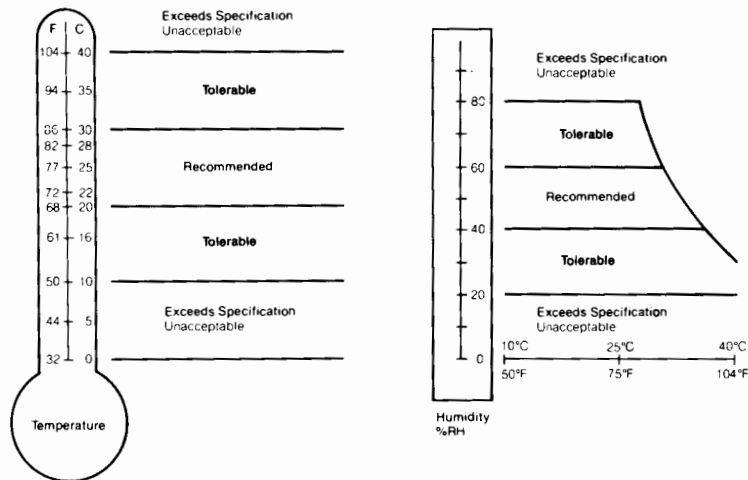 F C
Exceeds Specification
Unacceptable
104 40
94 35
Tolerable
86 30
82 28
77 25
Recommended
72 22
68 20
61 16
Tolerable
50 10
Exceeds Specification
44 5
Unacceptable
32 0
Temperature
Exceeds Specification
Unacceptable
80
Tolerable
60
Recommended
40
Tolerable
20
Exceeds Specification
Unacceptable
10°C 25°C 40°C
0
50°F 75°F 104°F
Humidity
%RH